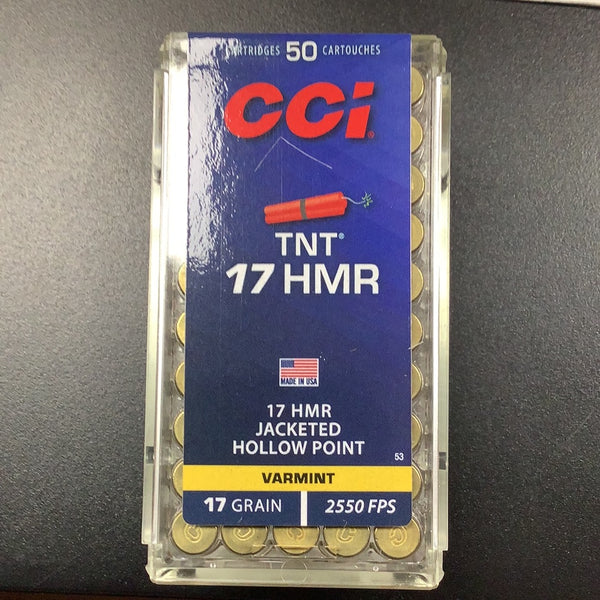 CARTRIDGES 50 CARTOUCHES
CCI®
TNT®
17 HMR
MADE IN USA
17 HMR
JACKETED
HOLLOW POINT
53
VARMINT
17 GRAIN | 2550 FPS